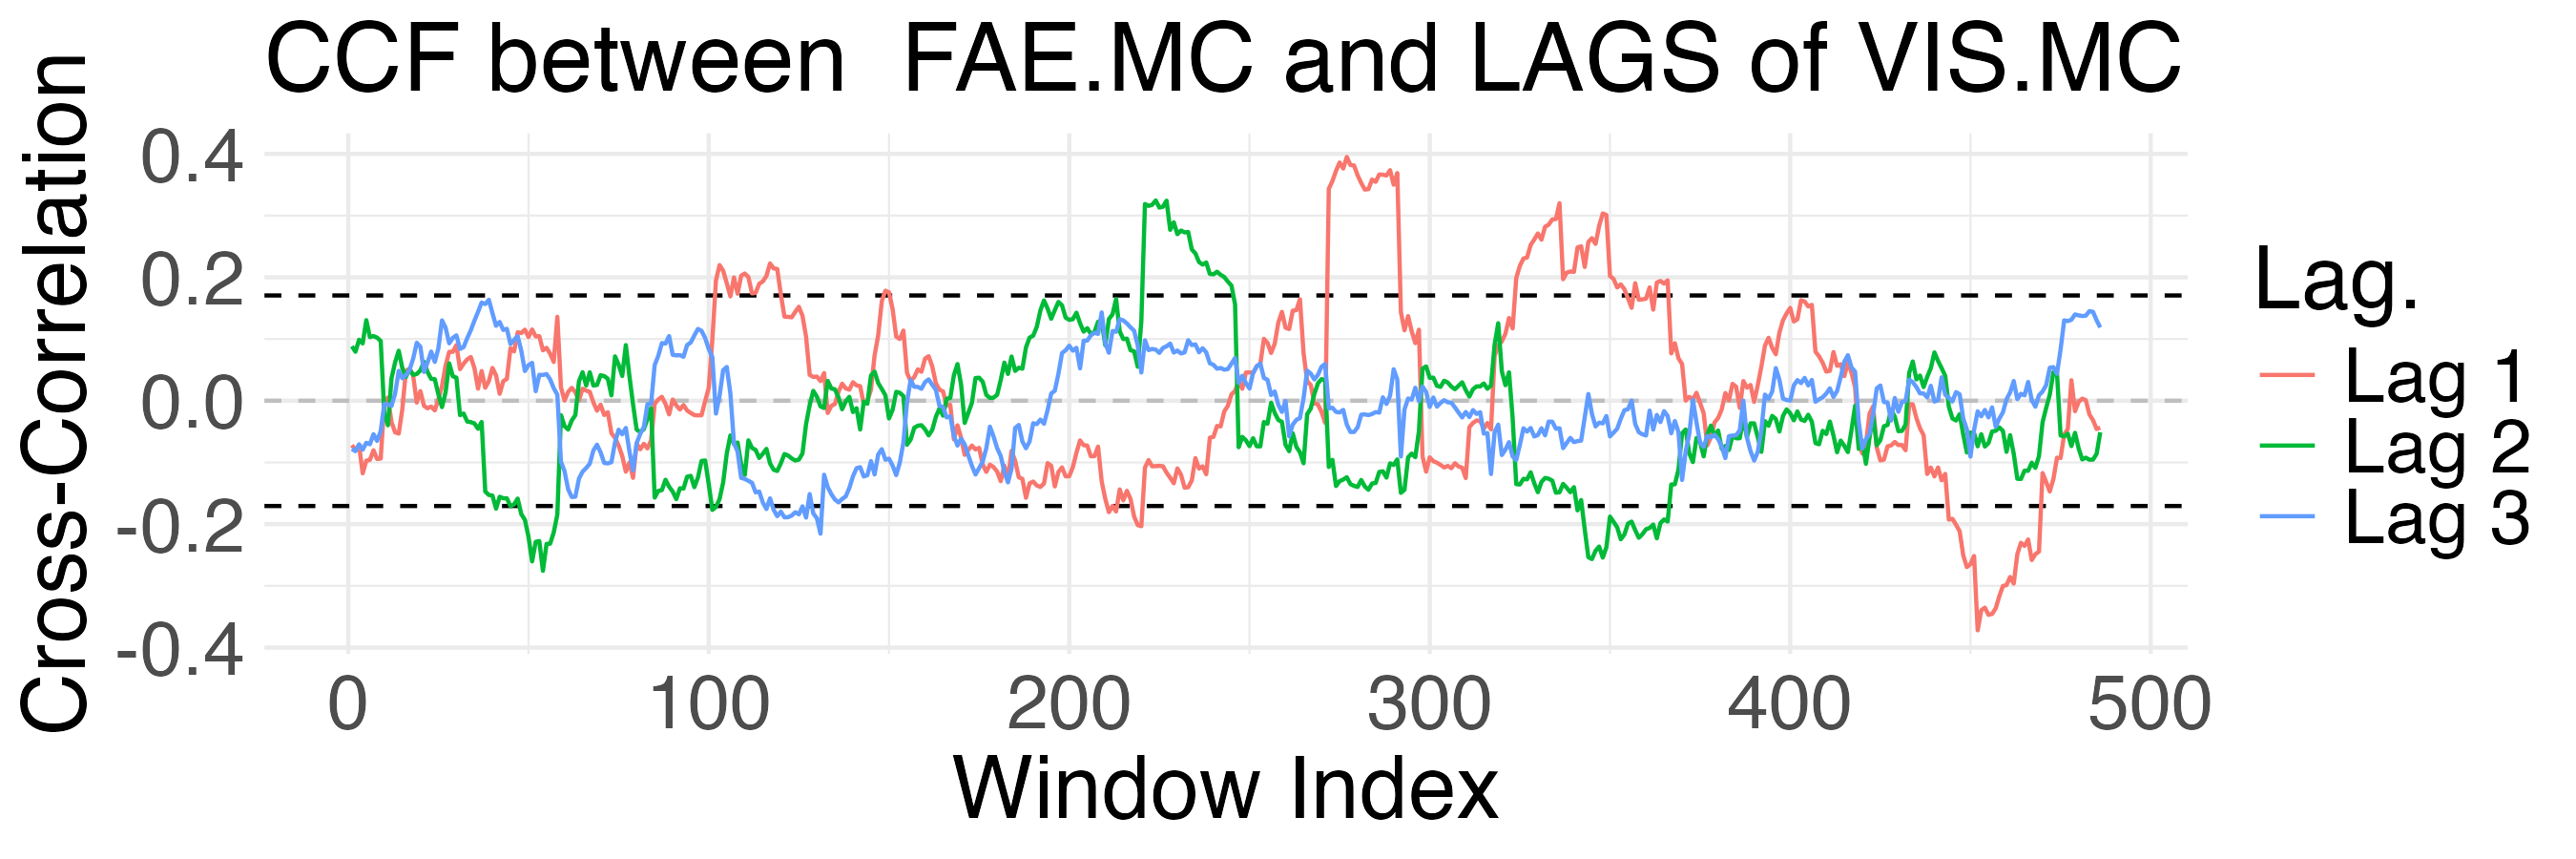 CCF between  FAE.MC and LAGS of VIS.MC
Cross-Correlation
0.4
0.2
0.0
-0.2
-0.4
0 100 200 300 400 500
Window Index
Lag.
Lag 1
Lag 2
Lag 3